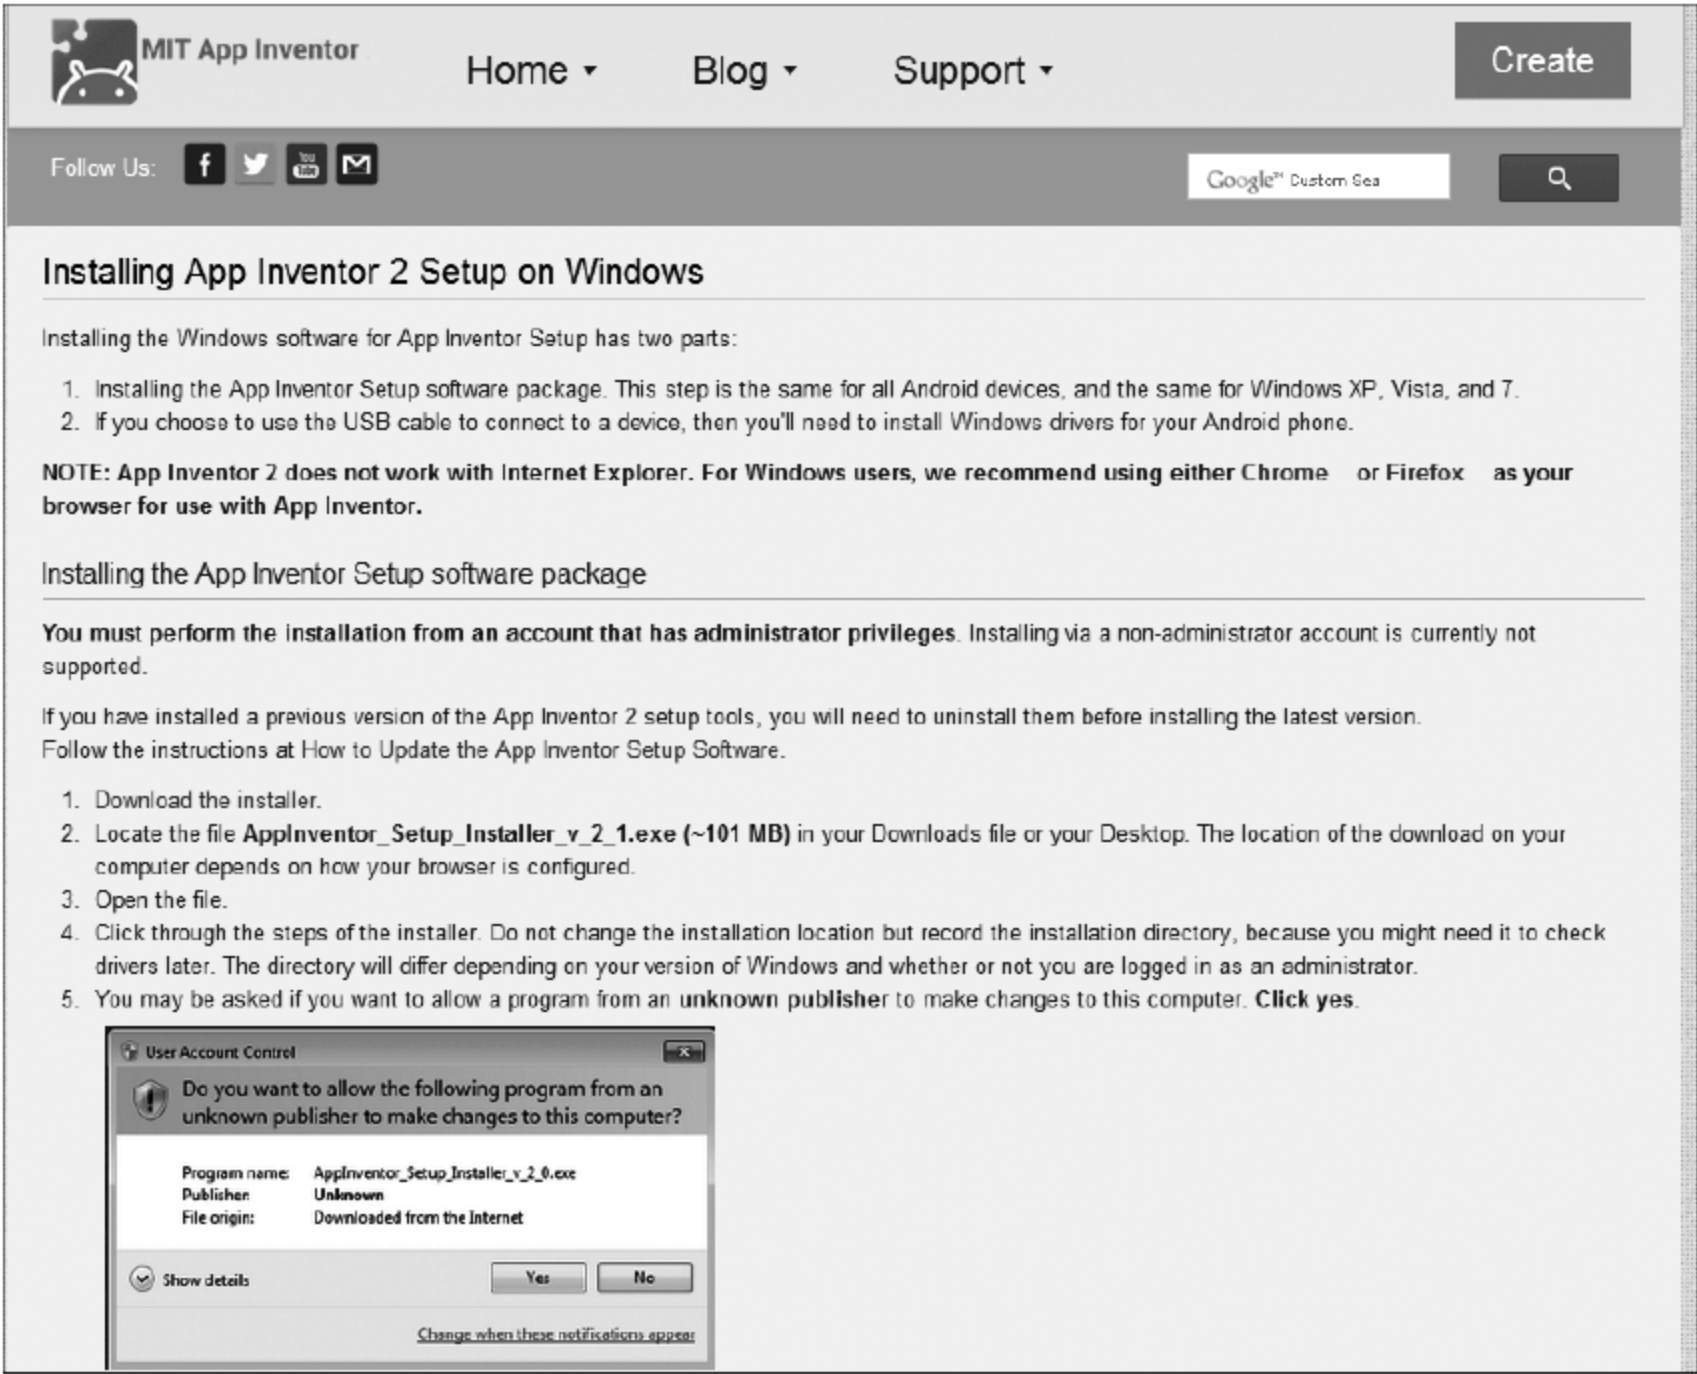 MIT App Inventor
Home
Blog
Support
Create
Follow Us:
You
Tube
Google™ Custom Sea
Installing App Inventor 2 Setup on Windows
Installing the Windows software for App Inventor Setup has two parts:
1. Installing the App Inventor Setup software package. This step is the same for all Android devices, and the same for Windows XP, Vista, and 7.
2. If you choose to use the USB cable to connect to a device, then you'll need to install Windows drivers for your Android phone.
NOTE: App Inventor 2 does not work with Internet Explorer. For Windows users, we recommend using either Chrome or Firefox as your
browser for use with App Inventor.
Installing the App Inventor Setup software package
You must perform the installation from an account that has administrator privileges. Installing via a non-administrator account is currently not
supported.
If you have installed a previous version of the App Inventor 2 setup tools, you will need to uninstall them before installing the latest version.
Follow the instructions at How to Update the App Inventor Setup Software.
1. Download the installer.
2. Locate the file AppInventor_Setup_Installer_v_2_1.exe (~101 MB) in your Downloads file or your Desktop. The location of the download on your
computer depends on how your browser is configured.
3. Open the file.
4. Click through the steps of the installer. Do not change the installation location but record the installation directory, because you might need it to check
drivers later. The directory will differ depending on your version of Windows and whether or not you are logged in as an administrator.
5. You may be asked if you want to allow a program from an unknown publisher to make changes to this computer. Click yes.
User Account Control
Do you want to allow the following program from an
unknown publisher to make changes to this computer?
Program name: AppInventor_Setup_Installer_v_2_0.exe
Publisher: Unknown
File origin: Downloaded from the Internet
Show details
Yes
No
Change when these notifications appear